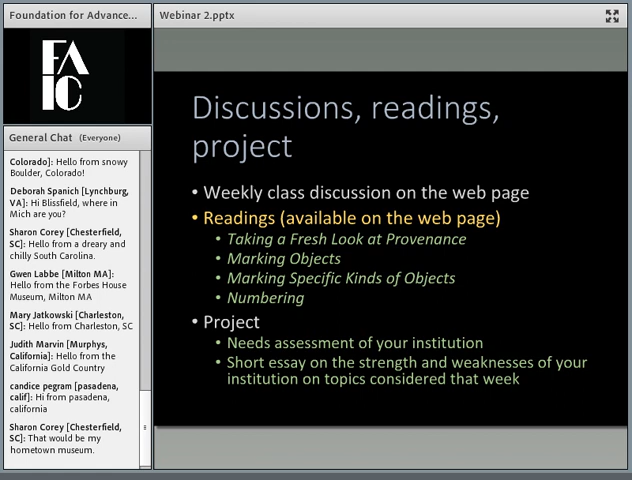 Foundation for Advance...
FA
IC
General Chat (Everyone)
Colorado]: Hello from snowy
Boulder, Colorado!
Deborah Spanich [Lynchburg,
VA]: Hi Blissfield, where in
Mich are you?
Sharon Corey [Chesterfield,
SC]: Hello from a dreary and
chilly South Carolina.
Gwen Labbe [Milton MA]:
Hello from the Forbes House
Museum, Milton MA
Mary Jatkowski [Charleston,
SC]: Hello from Charleston, SC
Judith Marvin [Murphys,
California]: Hello from the
California Gold Country
candice pegram [pasadena,
calif]: Hi from pasadena,
california
Sharon Corey [Chesterfield,
SC]: That would be my
hometown museum.
Webinar 2.pptx
Discussions, readings,
project
• Weekly class discussion on the web page
• Readings (available on the web page)
• Taking a Fresh Look at Provenance
• Marking Objects
• Marking Specific Kinds of Objects
• Numbering
• Project
• Needs assessment of your institution
• Short essay on the strength and weaknesses of your
institution on topics considered that week